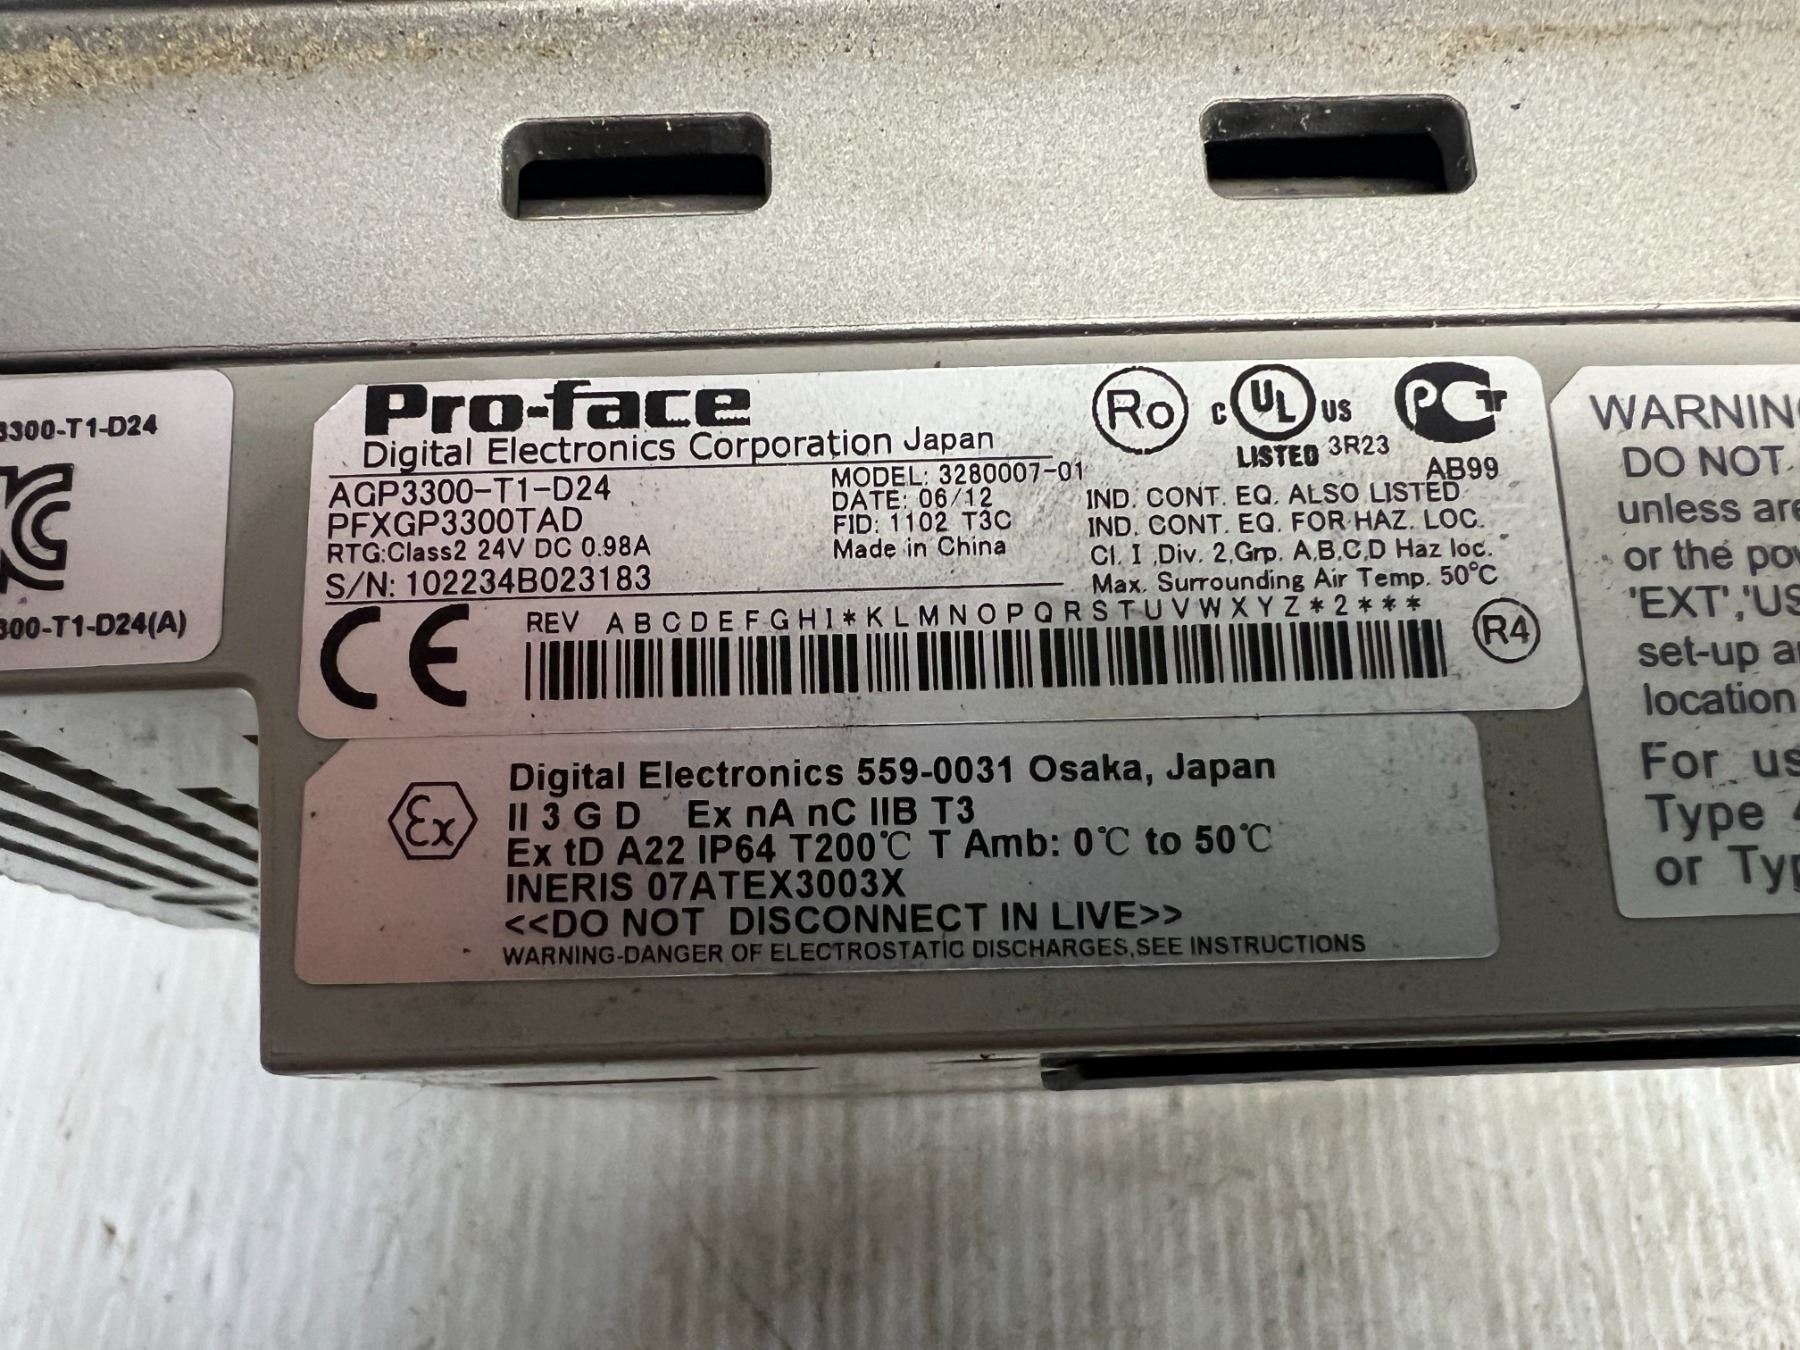 3300-T1-D24
300-T1-D24(A)
Pro-face
Digital Electronics Corporation Japan
AGP3300-T1-D24
PFXGP3300TAD
RTG:Class2 24V DC 0.98A
S/N: 102234B023183
MODEL: 3280007-01
DATE: 06/12
FID: 1102 T3C
Made in China
Ro
c UL US
LISTED 3R23
PCT
AB99
IND. CONT. EQ. ALSO LISTED
IND. CONT. EQ. FOR HAZ. LOC.
Cl. I ,Div. 2,Grp. A,B,C,D Haz loc.
Max. Surrounding Air Temp. 50°C
CE
REV A B C D E F G H I * K L M N O P Q R S T U V W X Y Z * 2 * * *
R4
Ex
Digital Electronics 559-0031 Osaka, Japan
II 3 G D Ex nA nC IIB T3
Ex tD A22 IP64 T200℃ T Amb: 0℃ to 50℃
INERIS 07ATEX3003X
<<DO NOT DISCONNECT IN LIVE>>
WARNING-DANGER OF ELECTROSTATIC DISCHARGES,SEE INSTRUCTIONS
WARNIN
DO NOT
unless are
or the po
'EXT','US
set-up a
location
For us
Type 4
or Typ